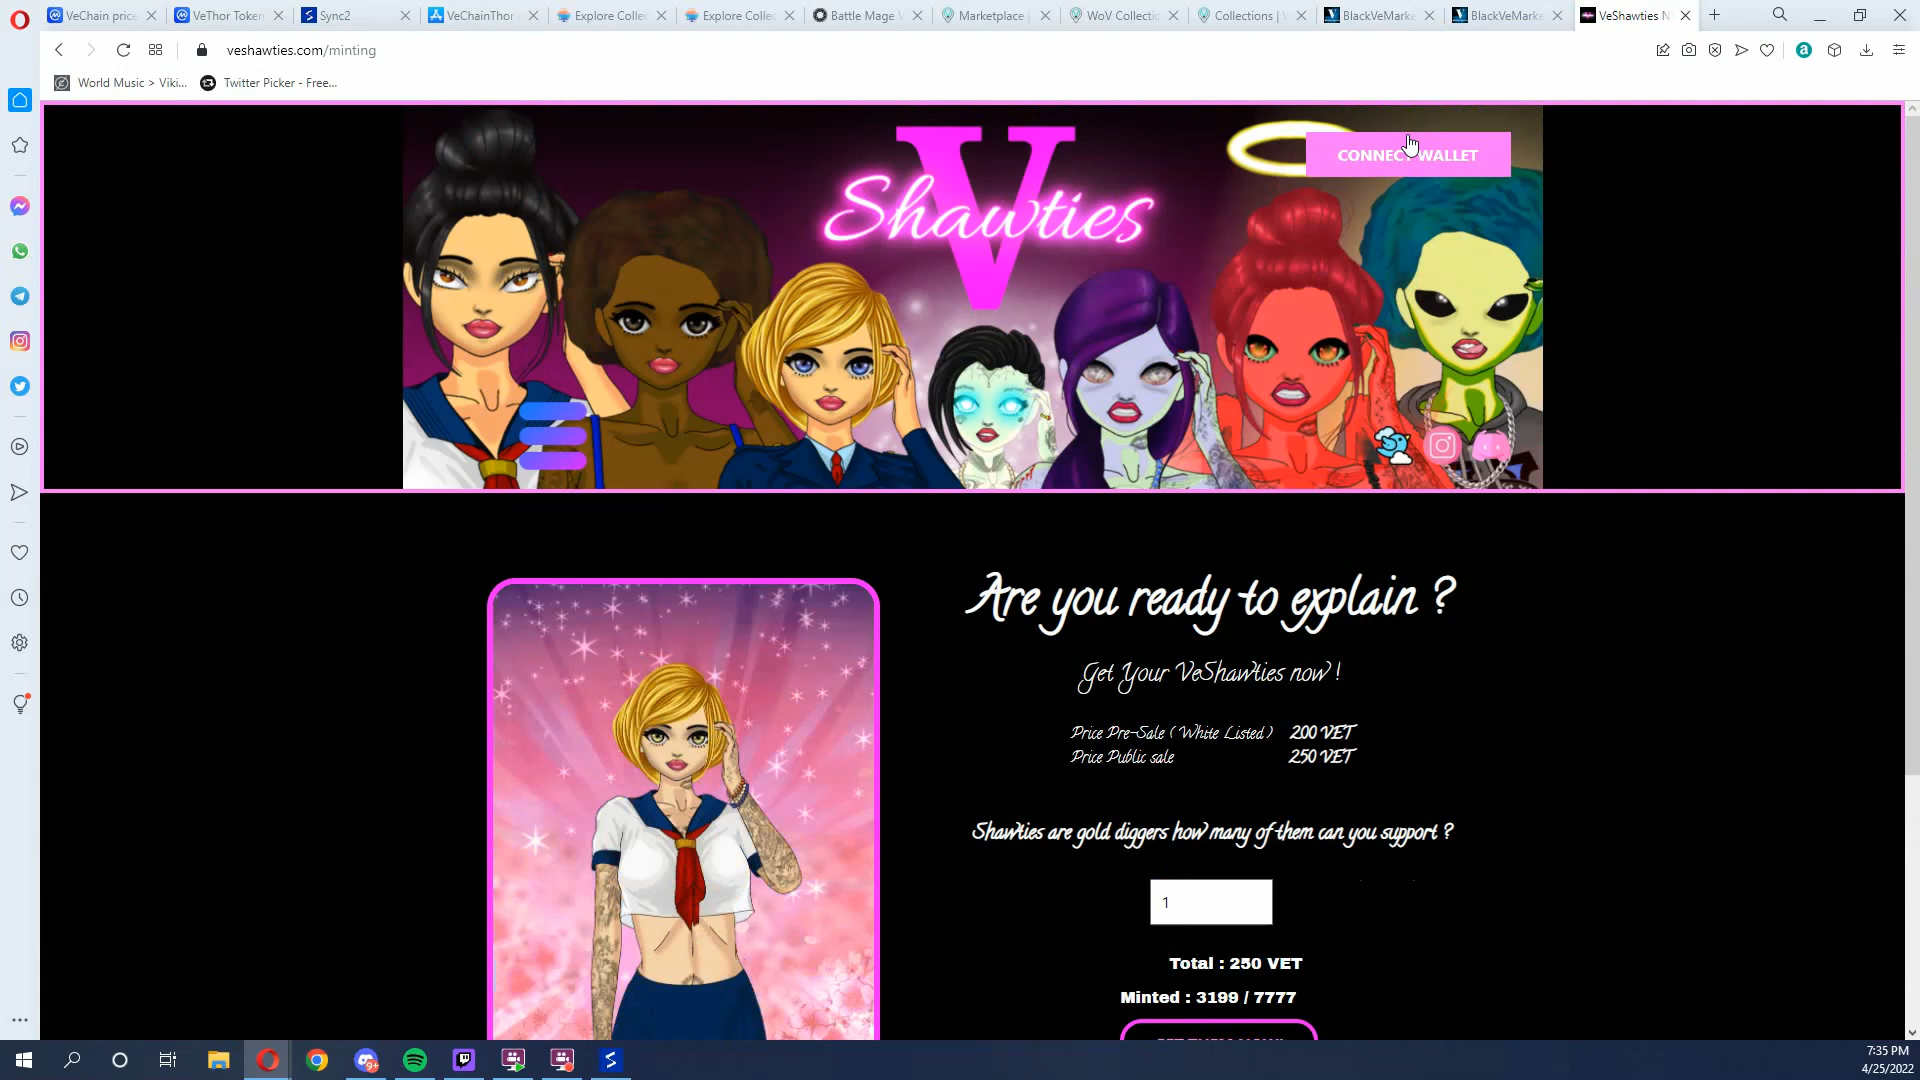 VeChain price
VeThor Token
Sync2
VeChainThor
Explore Collec
Explore Collec
Battle Mage V
Marketplace |
WoV Collectio
Collections | W
BlackVeMarke
BlackVeMarke
VeShawties N
veshawties.com/minting
World Music > Viki...
Twitter Picker - Free...
V
Shawties
CONNECT WALLET
Are you ready to explain ?
Get Your VeShawties now !
Price Pre-Sale ( White Listed ) 200 VET
Price Public sale 250 VET
Shawties are gold diggers how many of them can you support ?
1
Total : 250 VET
Minted : 3199 / 7777
9+
7:35 PM
4/25/2022